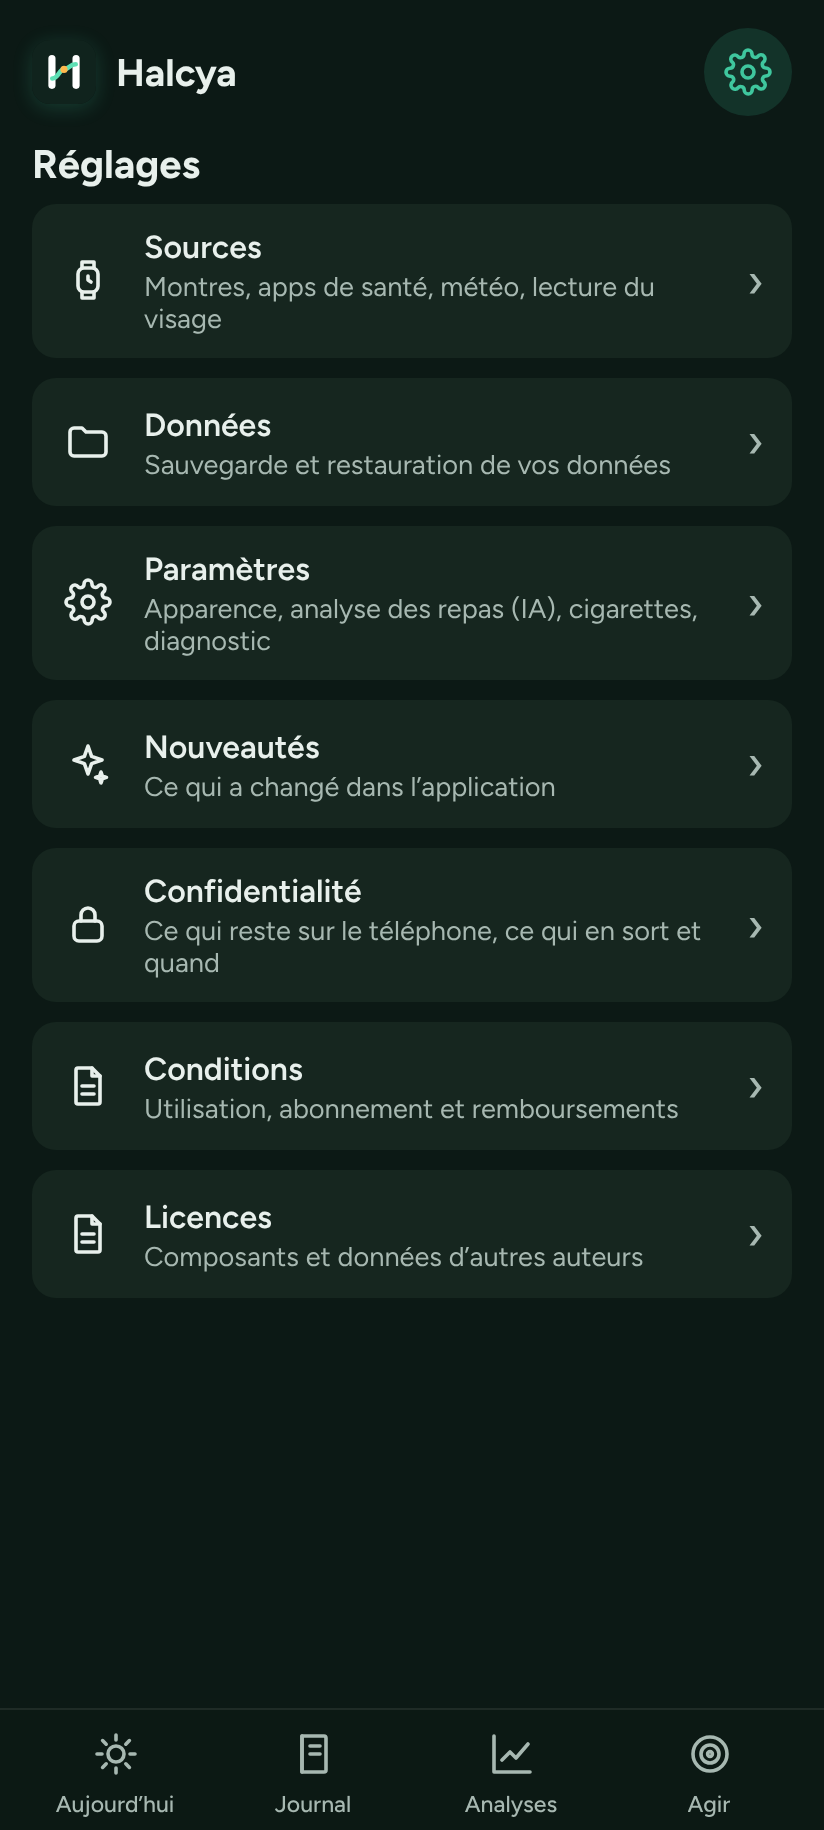 Halcya
Réglages
Sources
Montres, apps de santé, météo, lecture du
visage
Données
Sauvegarde et restauration de vos données
Paramètres
Apparence, analyse des repas (IA), cigarettes,
diagnostic
Nouveautés
Ce qui a changé dans l’application
Confidentialité
Ce qui reste sur le téléphone, ce qui en sort et
quand
Conditions
Utilisation, abonnement et remboursements
Licences
Composants et données d’autres auteurs
Aujourd’hui
Journal
Analyses
Agir